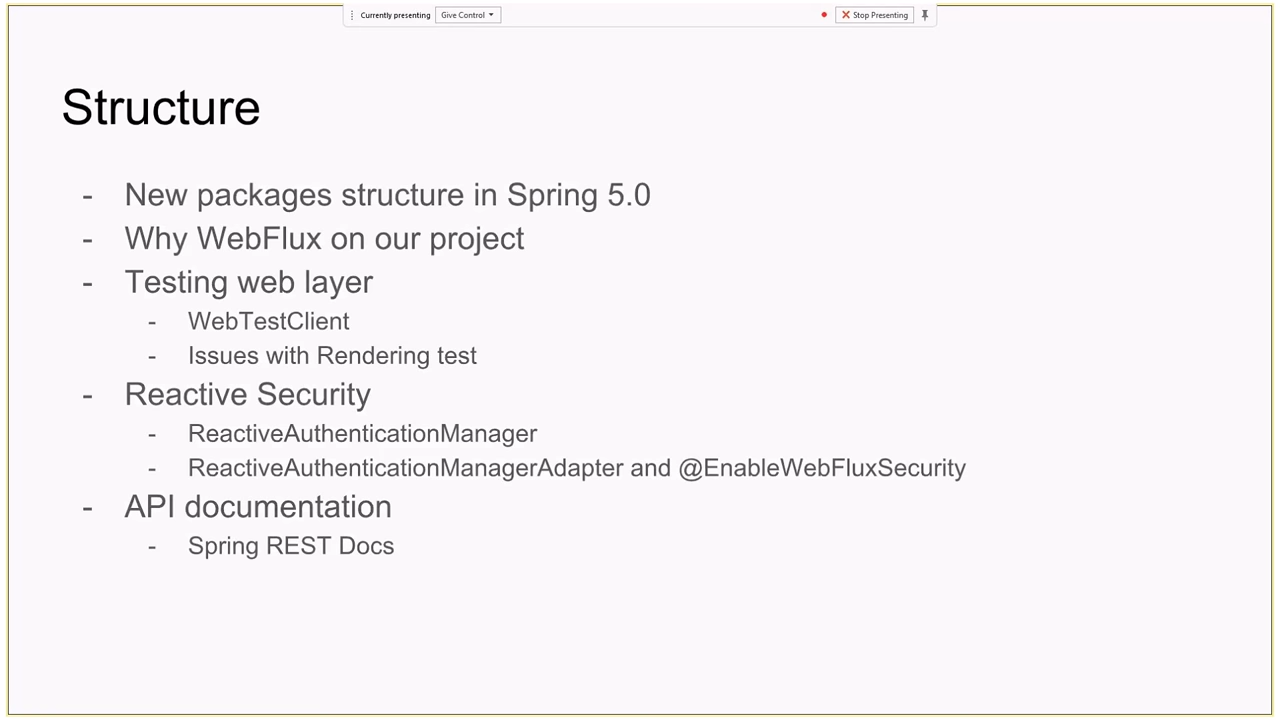 Currently presenting Give Control Stop Presenting
Structure
- New packages structure in Spring 5.0
- Why WebFlux on our project
- Testing web layer
- WebTestClient
- Issues with Rendering test
- Reactive Security
- ReactiveAuthenticationManager
- ReactiveAuthenticationManagerAdapter and @EnableWebFluxSecurity
- API documentation
- Spring REST Docs